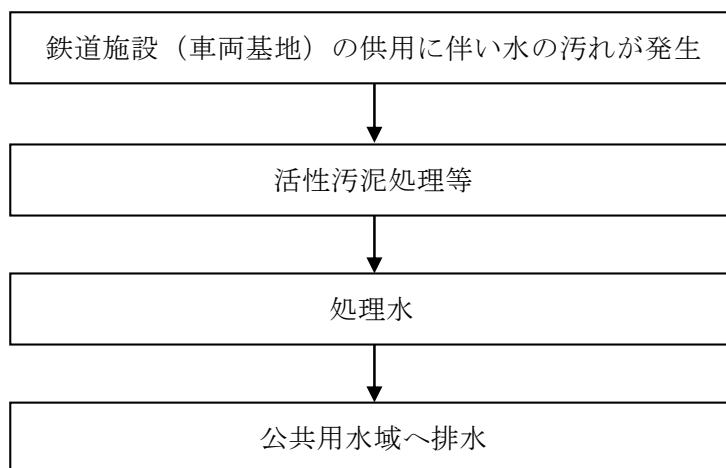 鉄道施設（車両基地）の供用に伴い水の汚れが発生
活性汚泥処理等
処理水
公共用水域へ排水